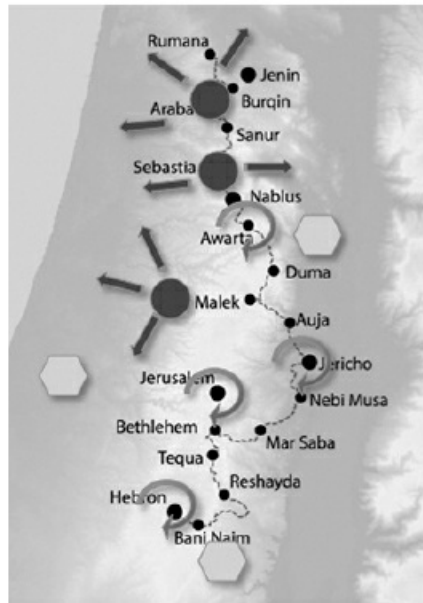 Rumana
Jenin
Burqin
Araba
Sanur
Sebastia
Nablus
Awarta
Duma
Malek
Auja
Jericho
Jerusalem
Nebi Musa
Bethlehem
Mar Saba
Tequa
Reshayda
Hebron
Bani Naim